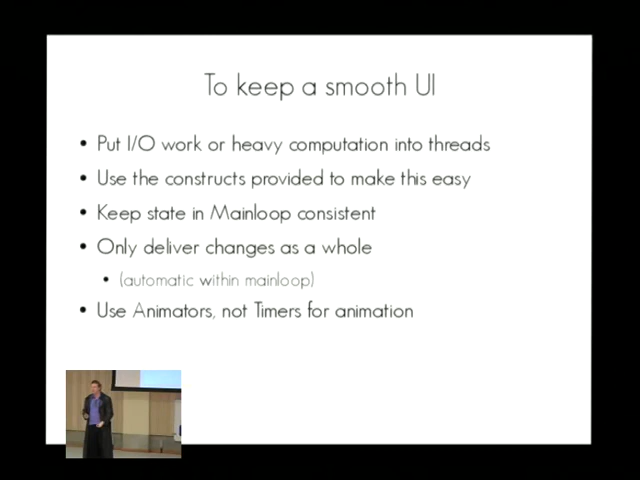 To keep a smooth UI
• Put I/O work or heavy computation into threads
• Use the constructs provided to make this easy
• Keep state in Mainloop consistent
• Only deliver changes as a whole
• (automatic within mainloop)
• Use Animators, not Timers for animation